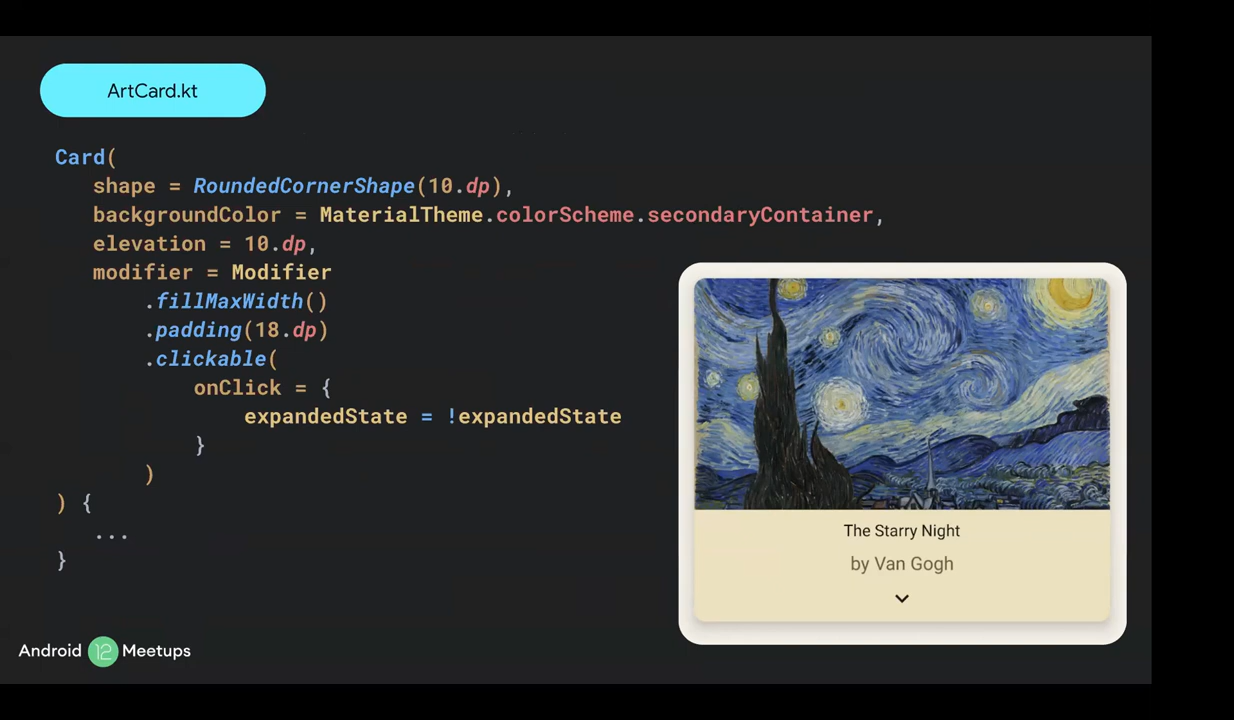 ArtCard.kt
Card(
shape = RoundedCornerShape(10.dp),
backgroundColor = MaterialTheme.colorScheme.secondaryContainer,
elevation = 10.dp,
modifier = Modifier
.fillMaxWidth()
.padding(18.dp)
.clickable(
onClick = {
expandedState = !expandedState
}
)
) {
...
}
The Starry Night
by Van Gogh
Android 12 Meetups